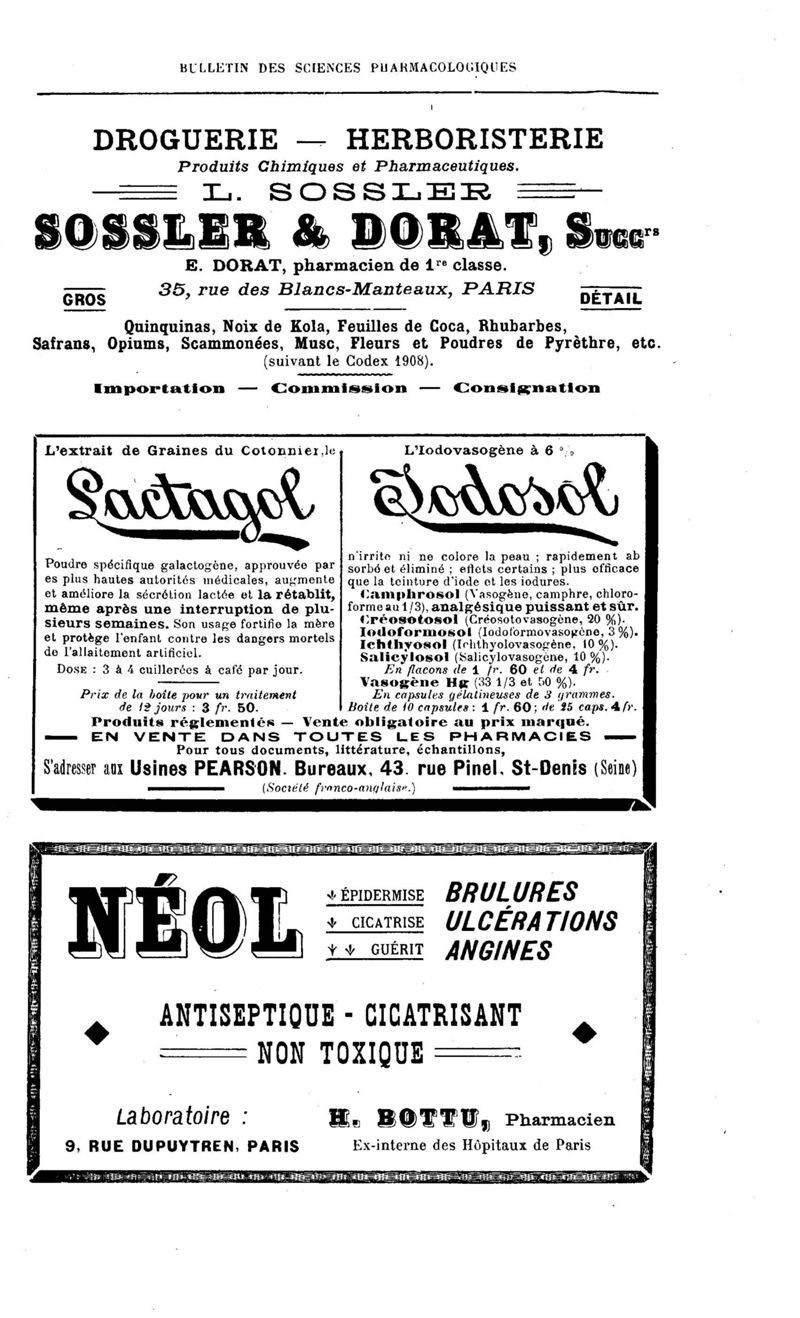 BULLETIN DES SCIENCES PHARMACOLOGIQUES
DROGUERIE — HERBORISTERIE
Produits Chimiques et Pharmaceutiques.
L. SOSSLER
SOSSLER & DORAT, Succrs
E. DORAT, pharmacien de 1re classe.
35, rue des Blancs-Manteaux, PARIS
GROS
DÉTAIL
Quinquinas, Noix de Kola, Feuilles de Coca, Rhubarbes,
Safrans, Opiums, Scammonées, Musc, Fleurs et Poudres de Pyrèthre, etc.
(suivant le Codex 1908).
Importation — Commission — Consignation
L'extrait de Graines du Cotonnier, le
Lactagol
Poudre spécifique galactogène, approuvée par
es plus hautes autorités médicales, augmente
et améliore la sécrétion lactée et la rétablit,
même après une interruption de plu-
sieurs semaines. Son usage fortifie la mère
et protège l'enfant contre les dangers mortels
de l'allaitement artificiel.
DOSE : 3 à 4 cuillerées à café par jour.
Prix de la boîte pour un traitement
de 12 jours : 3 fr. 50.
L'Iodovasogène à 6 %
Iodosol
n'irrite ni ne colore la peau ; rapidement ab
sorbé et éliminé ; effets certains ; plus efficace
que la teinture d'iode et les iodures.
Camphrosol (Vasogène, camphre, chloro-
forme au 1/3), analgésique puissant et sûr.
Créosotosol (Créosotovasogène, 20 %).
Iodoformosol (Iodoformovasogène, 3 %).
Ichthyosol (Ichthyolovasogène, 10 %).
Salicylosol (Salicylovasogène, 10 %).
En flacons de 1 fr. 60 et de 4 fr.
Vasogène Hg (33 1/3 et 50 %).
En capsules gélatineuses de 3 grammes.
Boîte de 10 capsules : 1 fr. 60 ; de 25 caps. 4 fr.
Produits réglementés — Vente obligatoire au prix marqué.
— EN VENTE DANS TOUTES LES PHARMACIES —
Pour tous documents, littérature, échantillons,
S'adresser aux Usines PEARSON. Bureaux, 43. rue Pinel, St-Denis (Seine)
(Société franco-anglaise.)
NÉOL
ÉPIDERMISE
CICATRISE
GUÉRIT
BRULURES
ULCÉRATIONS
ANGINES
ANTISEPTIQUE - CICATRISANT
NON TOXIQUE
Laboratoire :
9, RUE DUPUYTREN, PARIS
H. BOTTU, Pharmacien
Ex-interne des Hôpitaux de Paris